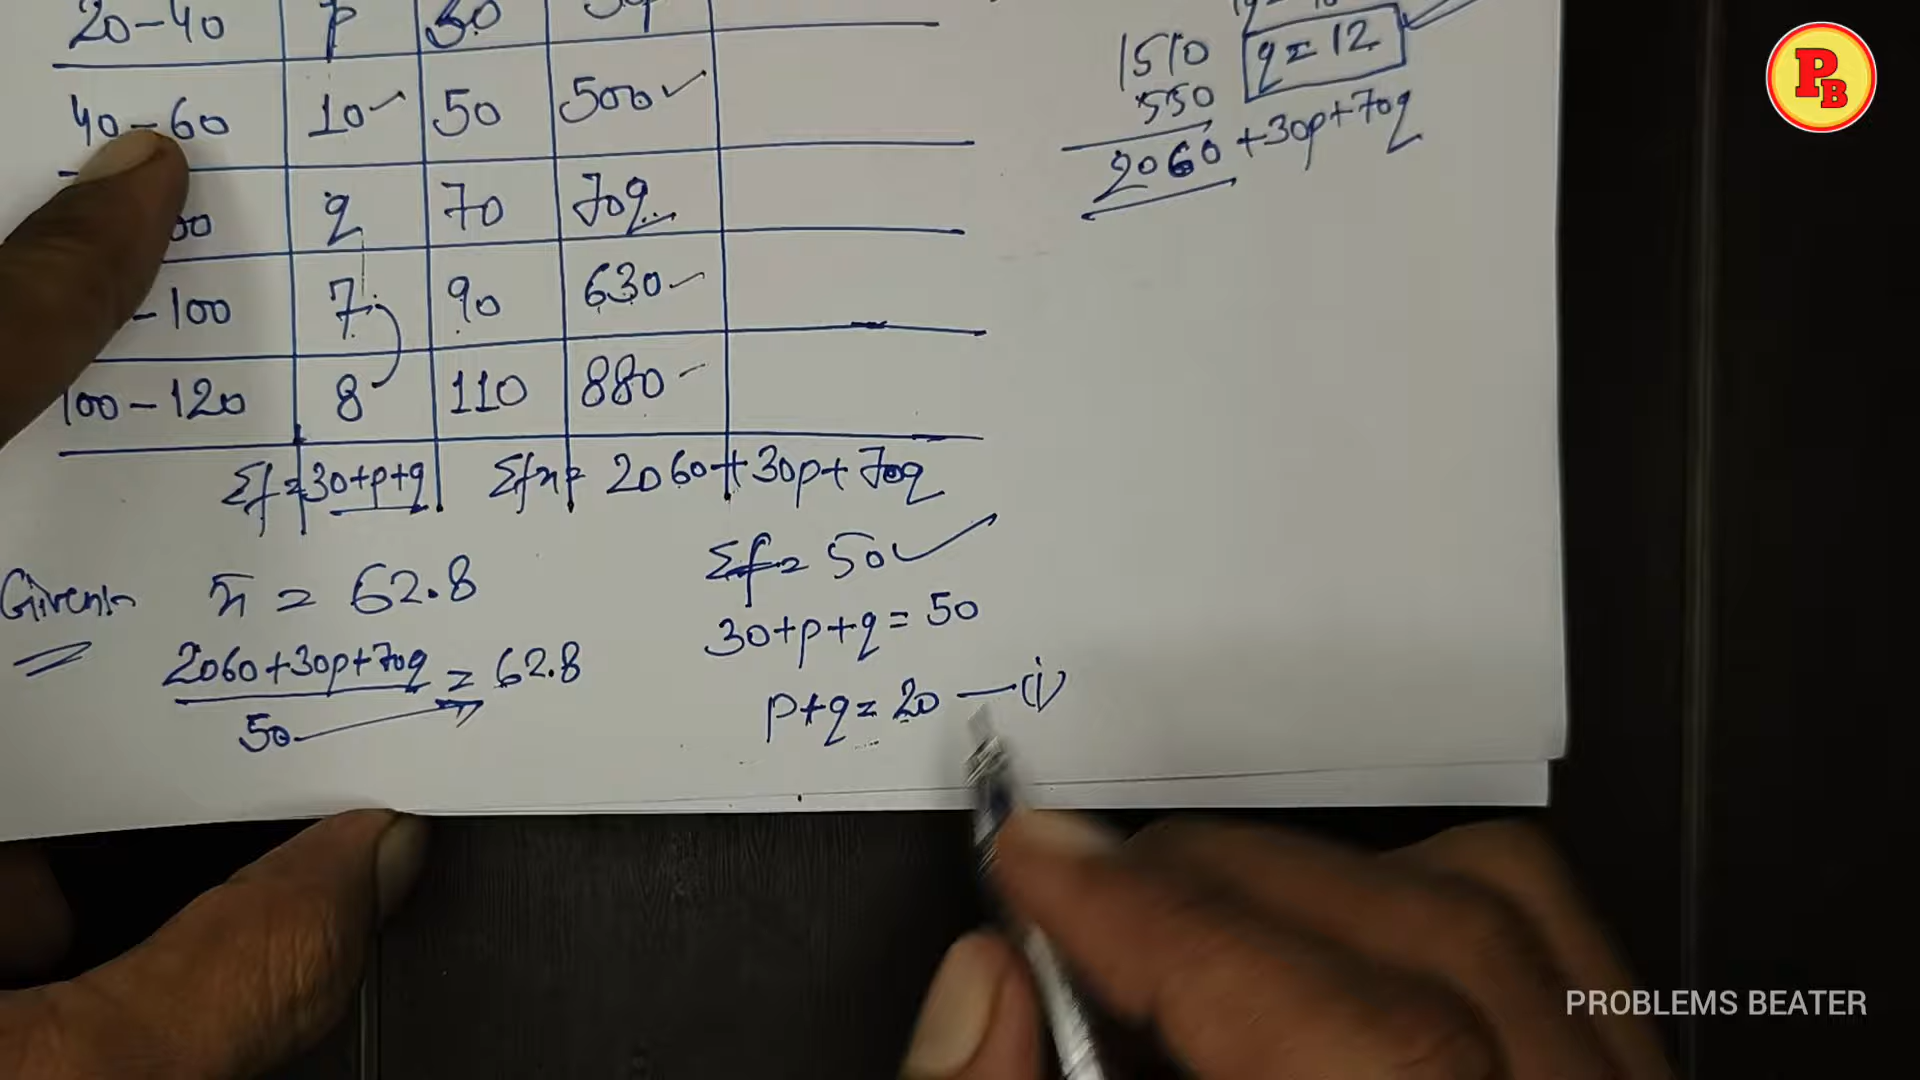 20-40 p 30 30p
40-60 10 50 500
q 70 70q
-100 7 90 630
100-120 8 110 880
Σf=30+p+q Σfx= 2060+30p+70q
Given:- x̄ = 62.8
2060+30p+70q = 62.8
50
Σf= 50
30+p+q=50
p+q=20 —(i)
q=12
1510
550
2060+30p+70q
PB
PROBLEMS BEATER